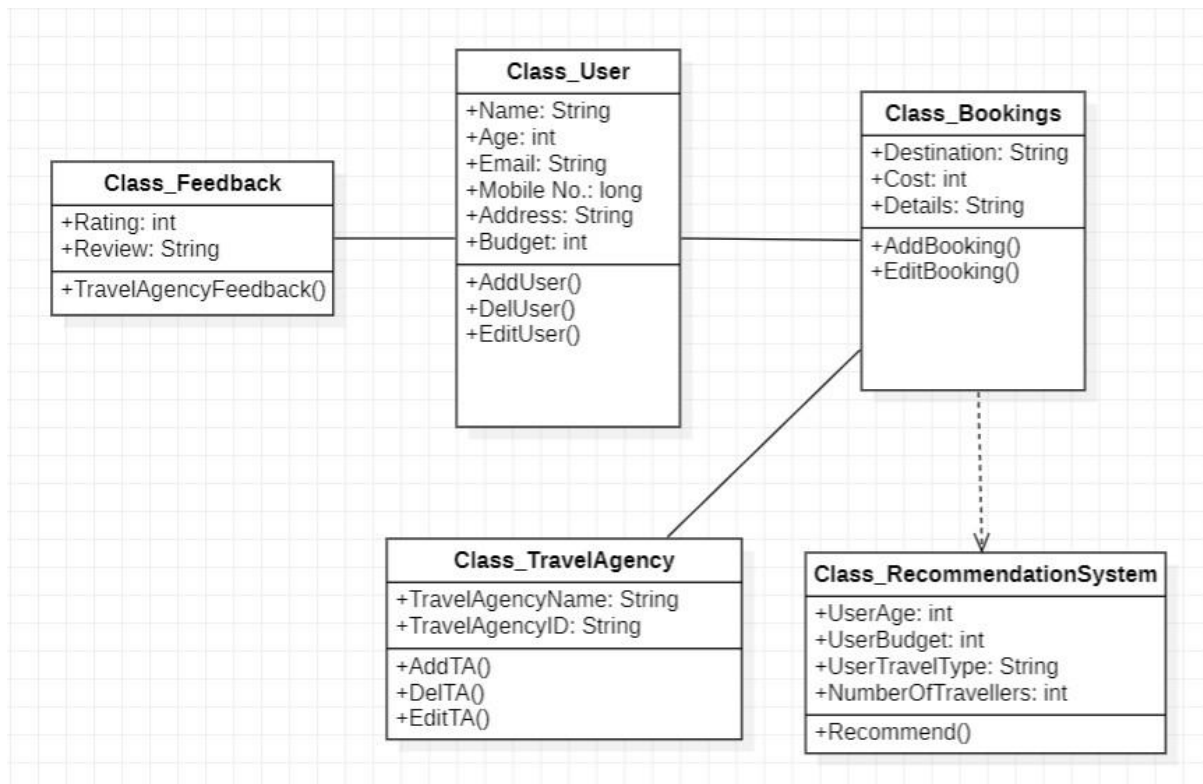 Class_User
+Name: String
+Age: int
+Email: String
+Mobile No.: long
+Address: String
+Budget: int
+AddUser()
+DelUser()
+EditUser()
Class_Bookings
+Destination: String
+Cost: int
+Details: String
+AddBooking()
+EditBooking()
Class_Feedback
+Rating: int
+Review: String
+TravelAgencyFeedback()
Class_TravelAgency
+TravelAgencyName: String
+TravelAgencyID: String
+AddTA()
+DelTA()
+EditTA()
Class_RecommendationSystem
+UserAge: int
+UserBudget: int
+UserTravelType: String
+NumberOfTravellers: int
+Recommend()